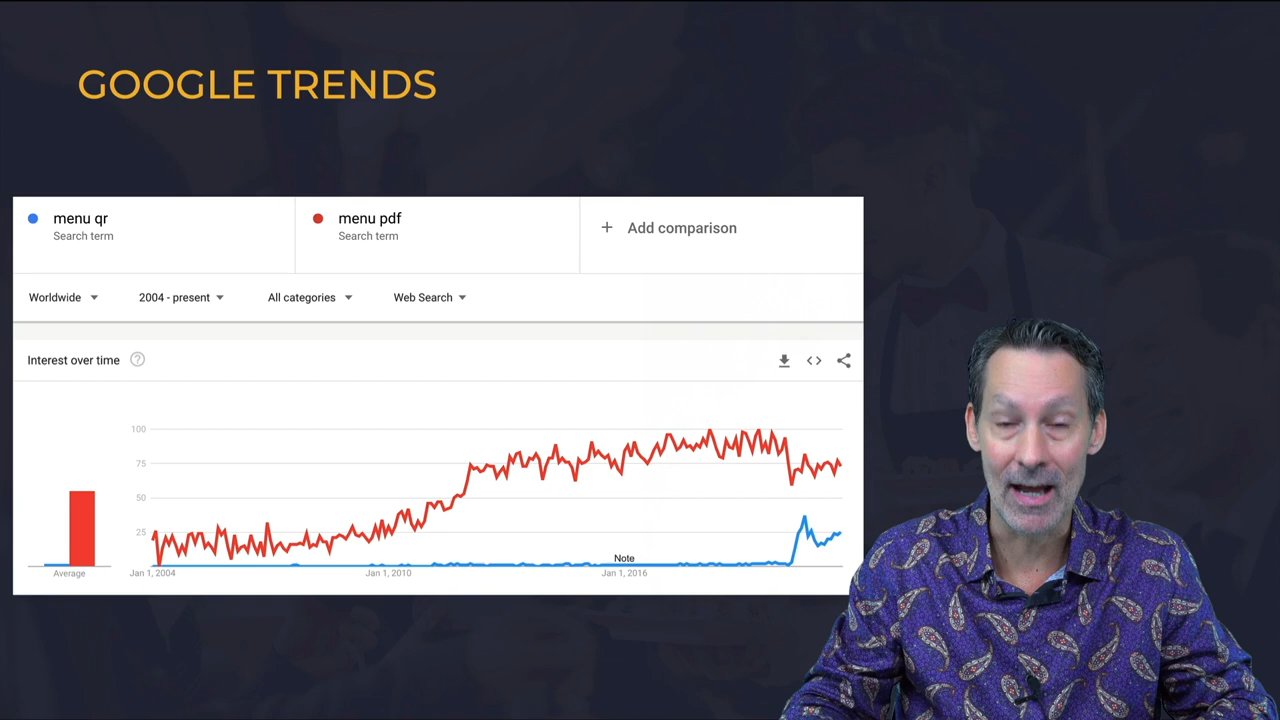 GOOGLE TRENDS
menu qr
Search term
menu pdf
Search term
+ Add comparison
Worldwide
2004 - present
All categories
Web Search
Interest over time ?
100
75
50
25
Note
Average
Jan 1, 2004
Jan 1, 2010
Jan 1, 2016